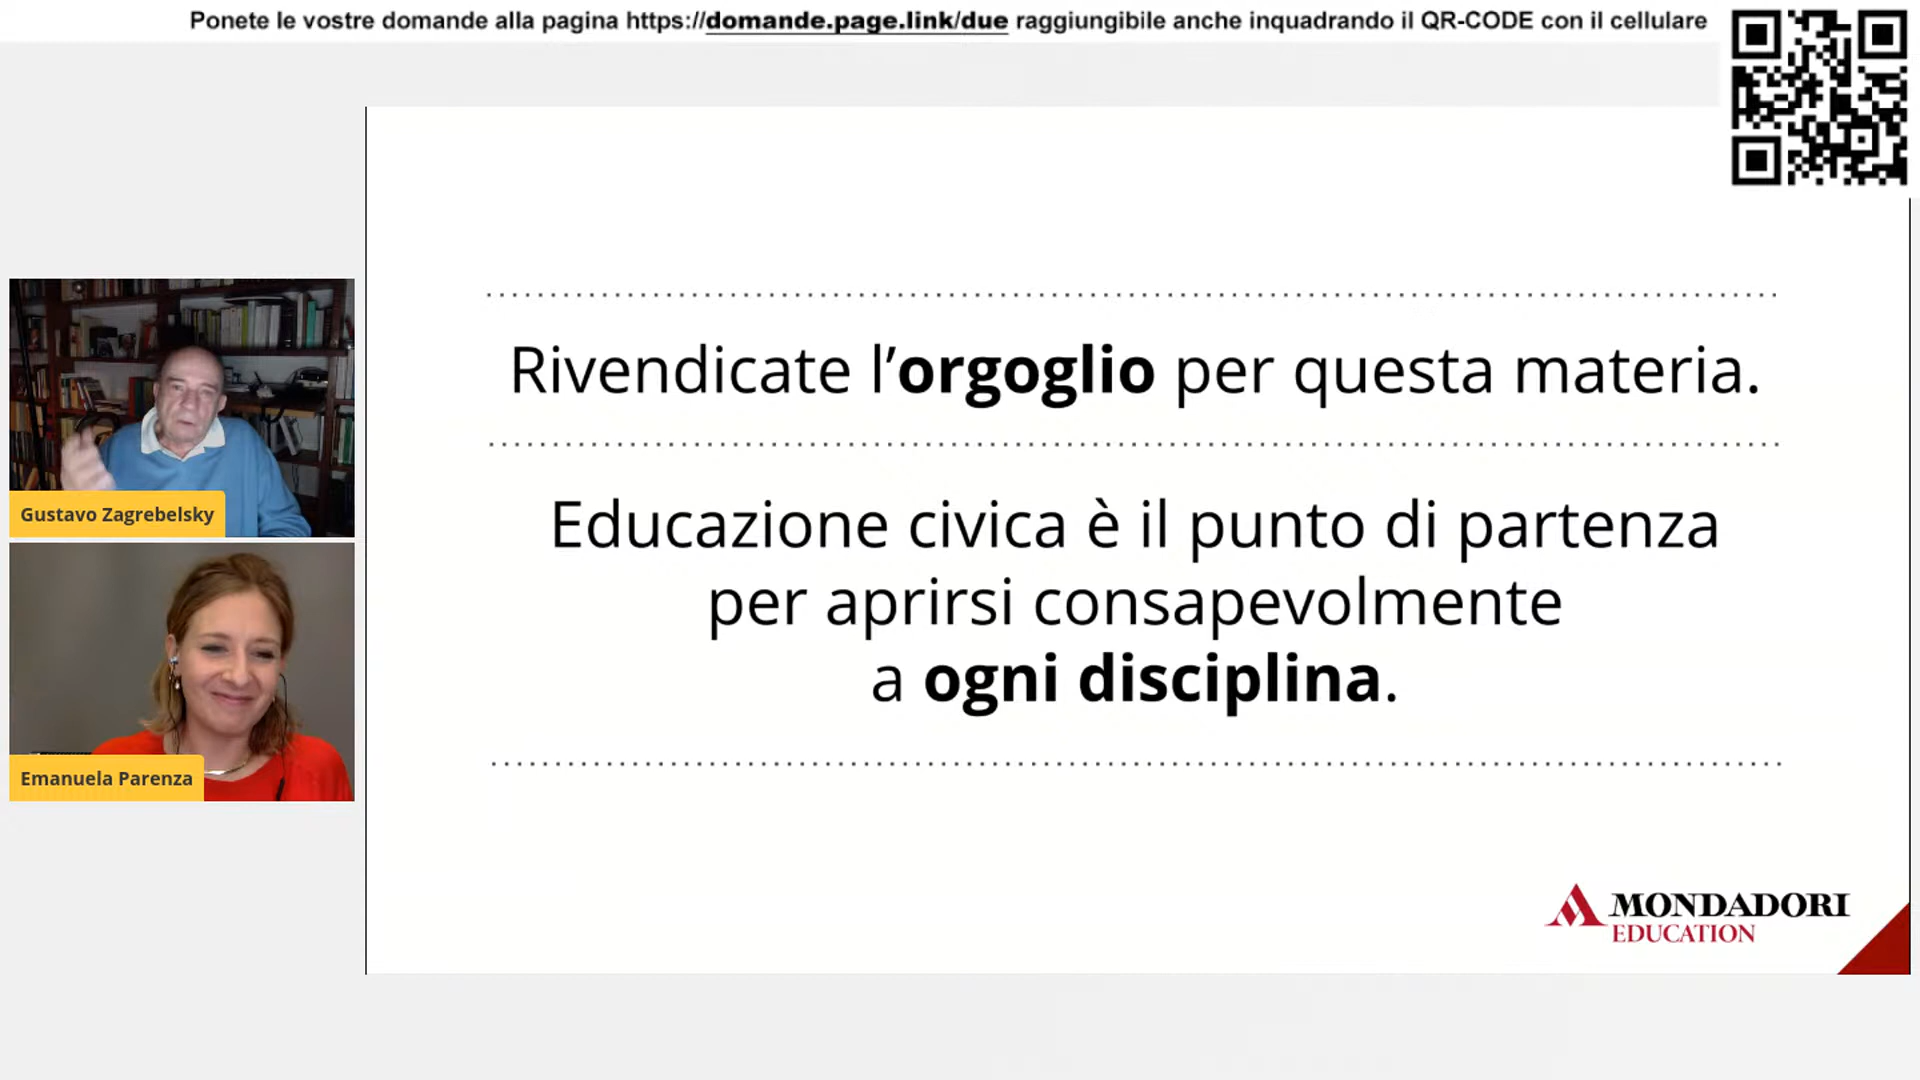 Ponete le vostre domande alla pagina https://domande.page.link/due raggiungibile anche inquadrando il QR-CODE con il cellulare
Rivendicate l’orgoglio per questa materia.
Educazione civica è il punto di partenza
per aprirsi consapevolmente
a ogni disciplina.
Gustavo Zagrebelsky
Emanuela Parenza
MONDADORI
EDUCATION